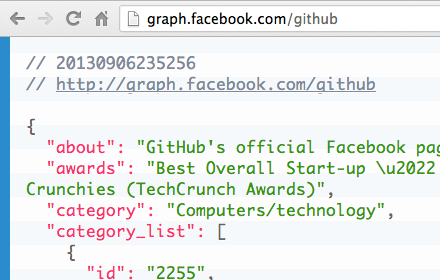 graph.facebook.com/github
// 20130906235256
// http://graph.facebook.com/github
{
"about": "GitHub's official Facebook pag
"awards": "Best Overall Start-up \u2022
Crunchies (TechCrunch Awards)",
"category": "Computers/technology",
"category_list": [
{
"id": "2255",